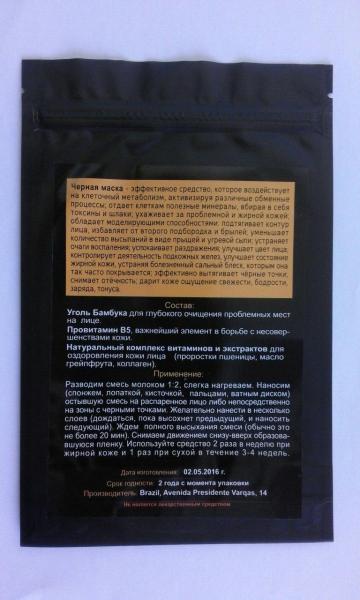 Черная маска - эффективное средство, которое воздействует
на клеточный метаболизм, активизируя различные обменные
процессы; отдает клеткам полезные минералы, вбирая в себя
токсины и шлаки; ухаживает за проблемной и жирной кожей;
обладает моделирующими способностями: подтягивает контур
лица, избавляет от второго подбородка и брылей; уменьшает
количество высыпаний в виде прыщей и угревой сыпи; устраняет
очаги воспаления; успокаивает раздражения; улучшает цвет лица;
контролирует деятельность подкожных желез, улучшает состояние
жирной кожи, устраняя болезненный сальный блеск, которым она
так часто покрывается; эффективно вытягивает чёрные точки,
снимает отёчность; дарит коже ощущение свежести, бодрости,
заряда, тонуса.
Состав:
Уголь Бамбука для глубокого очищения проблемных мест
на лице.
Провитамин B5, важнейший элемент в борьбе с несовер-
шенствами кожи.
Натуральный комплекс витаминов и экстрактов для
оздоровления кожи лица (проростки пшеницы, масло
грейпфрута, коллаген).
Применение:
Разводим смесь молоком 1:2, слегка нагреваем. Наносим
(спонжем, лопаткой, кисточкой, пальцами, ватным диском)
остывшую смесь на распаренное лицо либо непосредственно
на зоны с черными точками. Желательно нанести в несколько
слоев (дождаться, пока высохнет предыдущий, и наносить
следующий). Ждем полного высыхания смеси (обычно это
не более 20 мин). Снимаем движением снизу-вверх образова-
вшуюся пленку. Используйте средство 2 раза в неделю при
жирной коже и 1 раз при сухой в течение 3-4 недель.
Дата изготовления: 02.05.2016 г.
Срок годности: 2 года с момента упаковки
Производитель: Brazil, Avenida Presidente Vargas, 14
Не является лекарственным средством